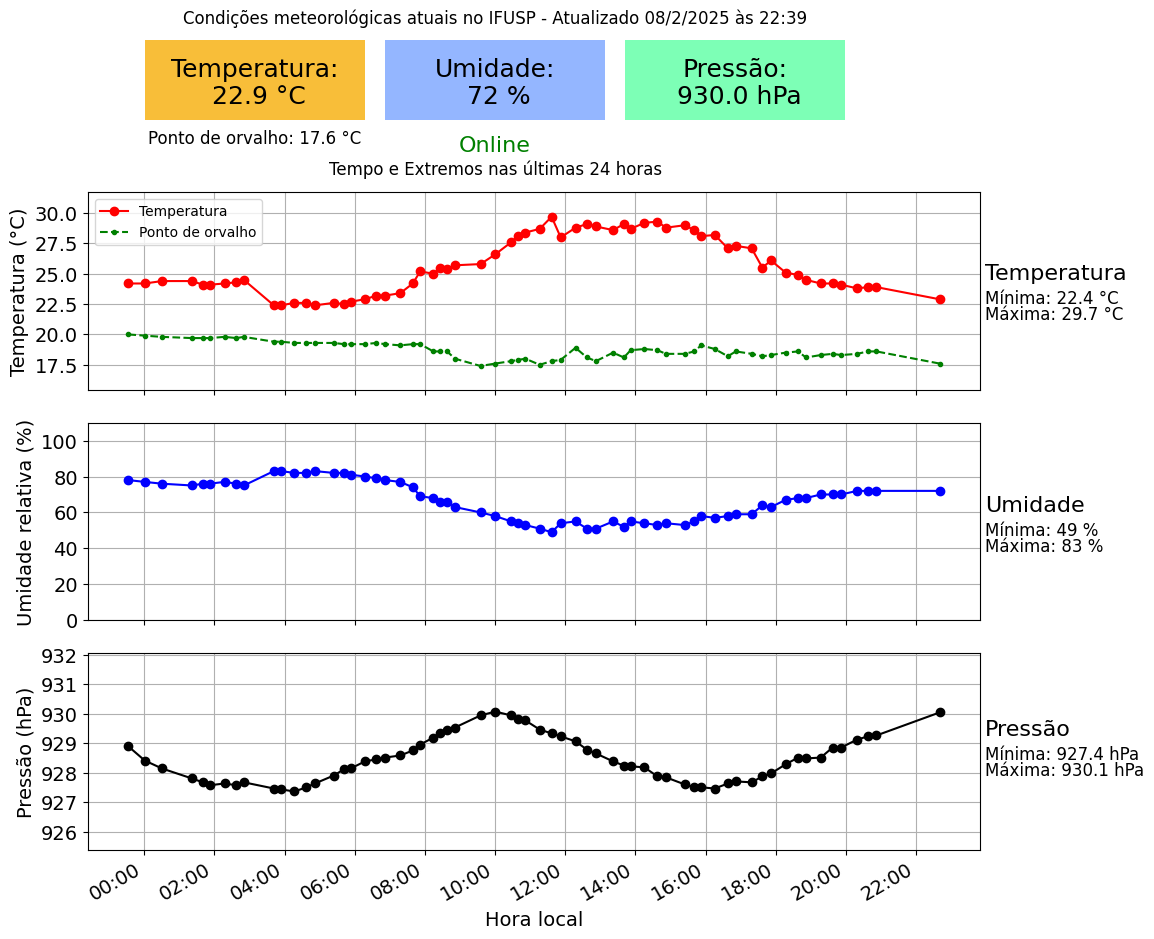 Condições meteorológicas atuais no IFUSP - Atualizado 08/2/2025 às 22:39
Temperatura:
22.9 °C
Umidade:
72 %
Pressão:
930.0 hPa
Ponto de orvalho: 17.6 °C
Online
Tempo e Extremos nas últimas 24 horas
Temperatura (°C)
30.0
27.5
25.0
22.5
20.0
17.5
Temperatura
Ponto de orvalho
Temperatura
Mínima: 22.4 °C
Máxima: 29.7 °C
Umidade relativa (%)
100
80
60
40
20
0
Umidade
Mínima: 49 %
Máxima: 83 %
Pressão (hPa)
932
931
930
929
928
927
926
Pressão
Mínima: 927.4 hPa
Máxima: 930.1 hPa
00:00
02:00
04:00
06:00
08:00
10:00
12:00
14:00
16:00
18:00
20:00
22:00
Hora local